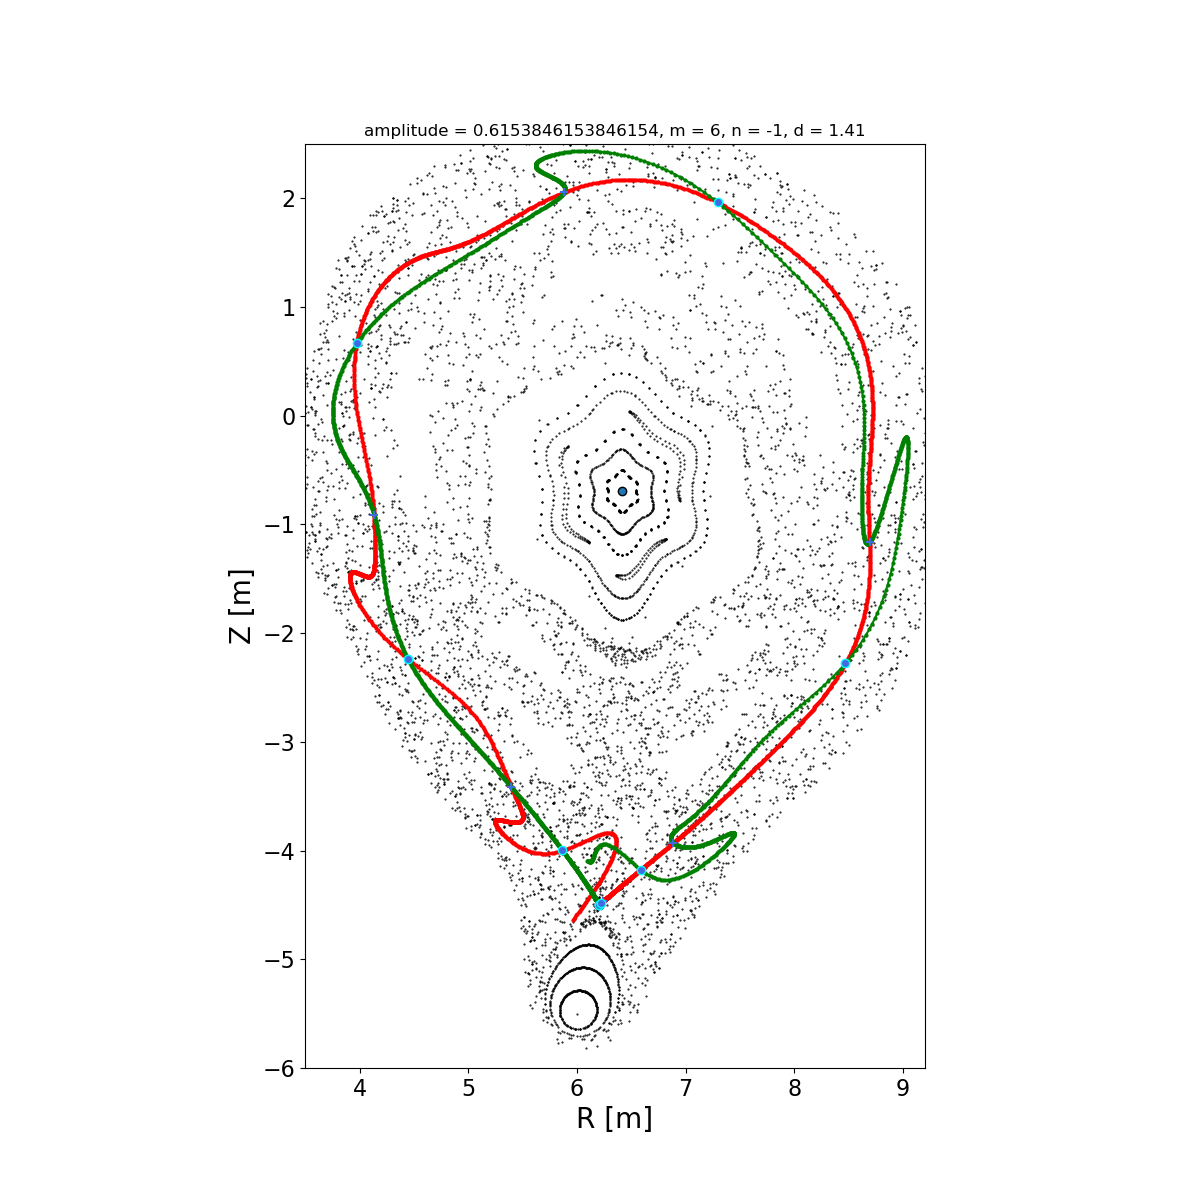 amplitude = 0.6153846153846154, m = 6, n = -1, d = 1.41
2
1
0
−1
−2
−3
−4
−5
−6
Z [m]
4 5 6 7 8 9
R [m]